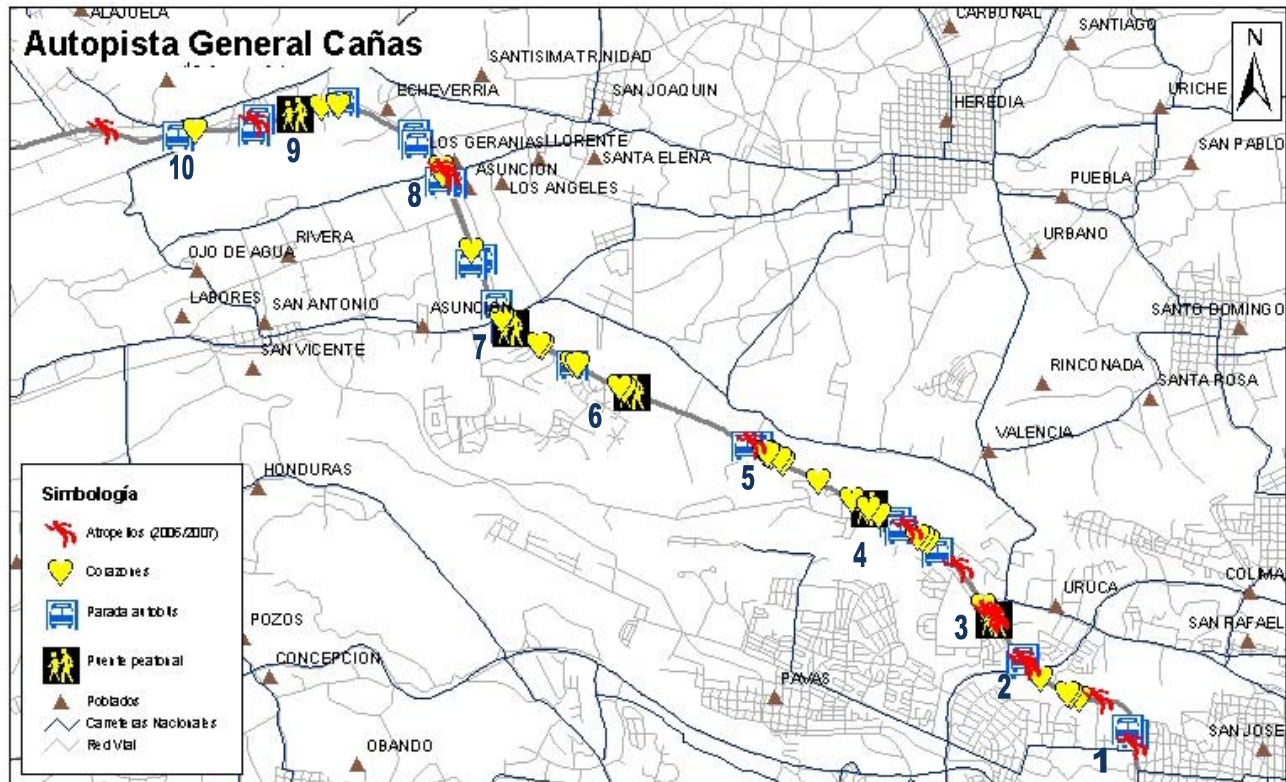 ALAJUELA
CARBONAL
SANTIAGO
Autopista General Cañas
N
SANTISIMA TRINIDAD
ECHEVERRIA
SAN JOAQUIN
HEREDIA
URICHE
10
9
LOS GERANIAS
LLORENTE
SANTA ELENA
SAN PABLO
8
ASUNCION
LOS ANGELES
PUEBLA
RIVERA
URBANO
OJO DE AGUA
LABORES
SAN ANTONIO
ASUNCION
SANTO DOMINGO
7
SAN VICENTE
RINCONADA
SANTA ROSA
6
VALENCIA
5
HONDURAS
Simbología
Atropellos (2006/2007)
Corazones
Parada autobús
Puente peatonal
Poblados
Carreteras Nacionales
Red Vial
4
COLIMA
URUCA
POZOS
3
SAN RAFAEL
CONCEPCION
2
PAVAS
SAN JOSE
OBANDO
1